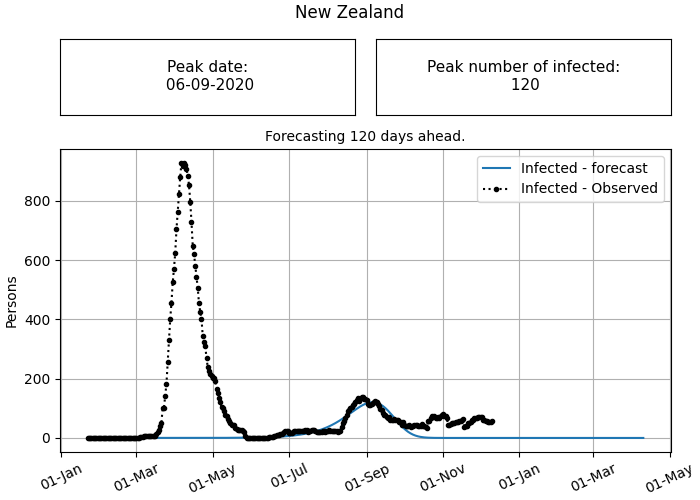 New Zealand
Peak date:
06-09-2020
Peak number of infected:
120
Forecasting 120 days ahead.
Infected - forecast
Infected - Observed
Persons
800
600
400
200
0
01-Jan
01-Mar
01-May
01-Jul
01-Sep
01-Nov
01-Jan
01-Mar
01-May